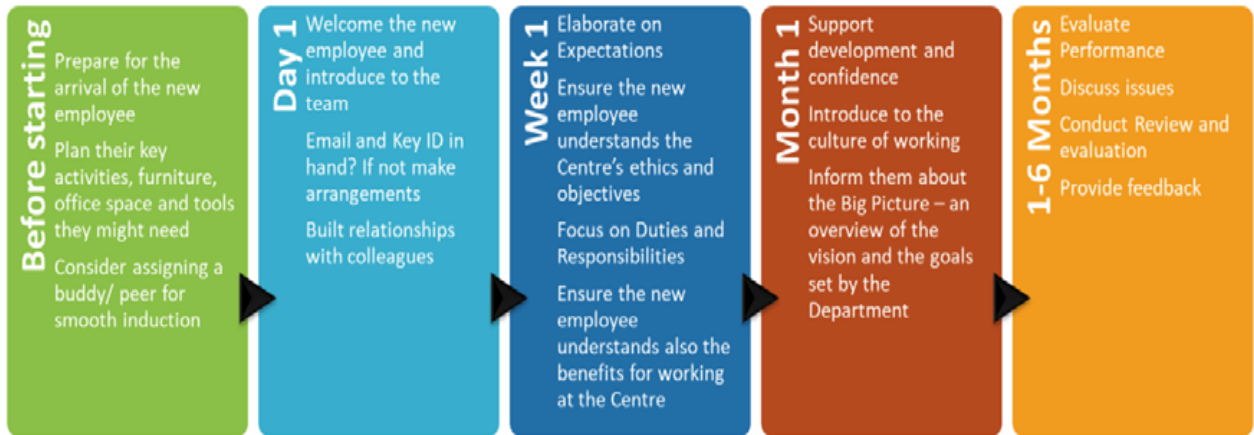 Before starting
Prepare for the
arrival of the new
employee
Plan their key
activities, furniture,
office space and tools
they might need
Consider assigning a
buddy/ peer for
smooth induction
Day 1
Welcome the new
employee and
introduce to the
team
Email and Key ID in
hand? If not make
arrangements
Built relationships
with colleagues
Week 1
Elaborate on
Expectations
Ensure the new
employee
understands the
Centre's ethics and
objectives
Focus on Duties and
Responsibilities
Ensure the new
employee
understands also the
benefits for working
at the Centre
Month 1
Support
development and
confidence
Introduce to the
culture of working
Inform them about
the Big Picture – an
overview of the
vision and the goals
set by the
Department
1-6 Months
Evaluate
Performance
Discuss issues
Conduct Review and
evaluation
Provide feedback